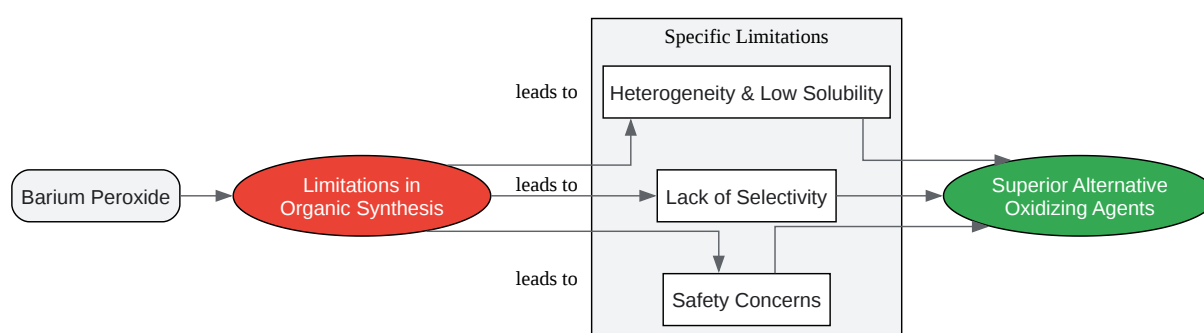 Specific Limitations
leads to
Heterogeneity & Low Solubility
Barium Peroxide
Limitations in
Organic Synthesis
leads to
Lack of Selectivity
Superior Alternative
Oxidizing Agents
leads to
Safety Concerns